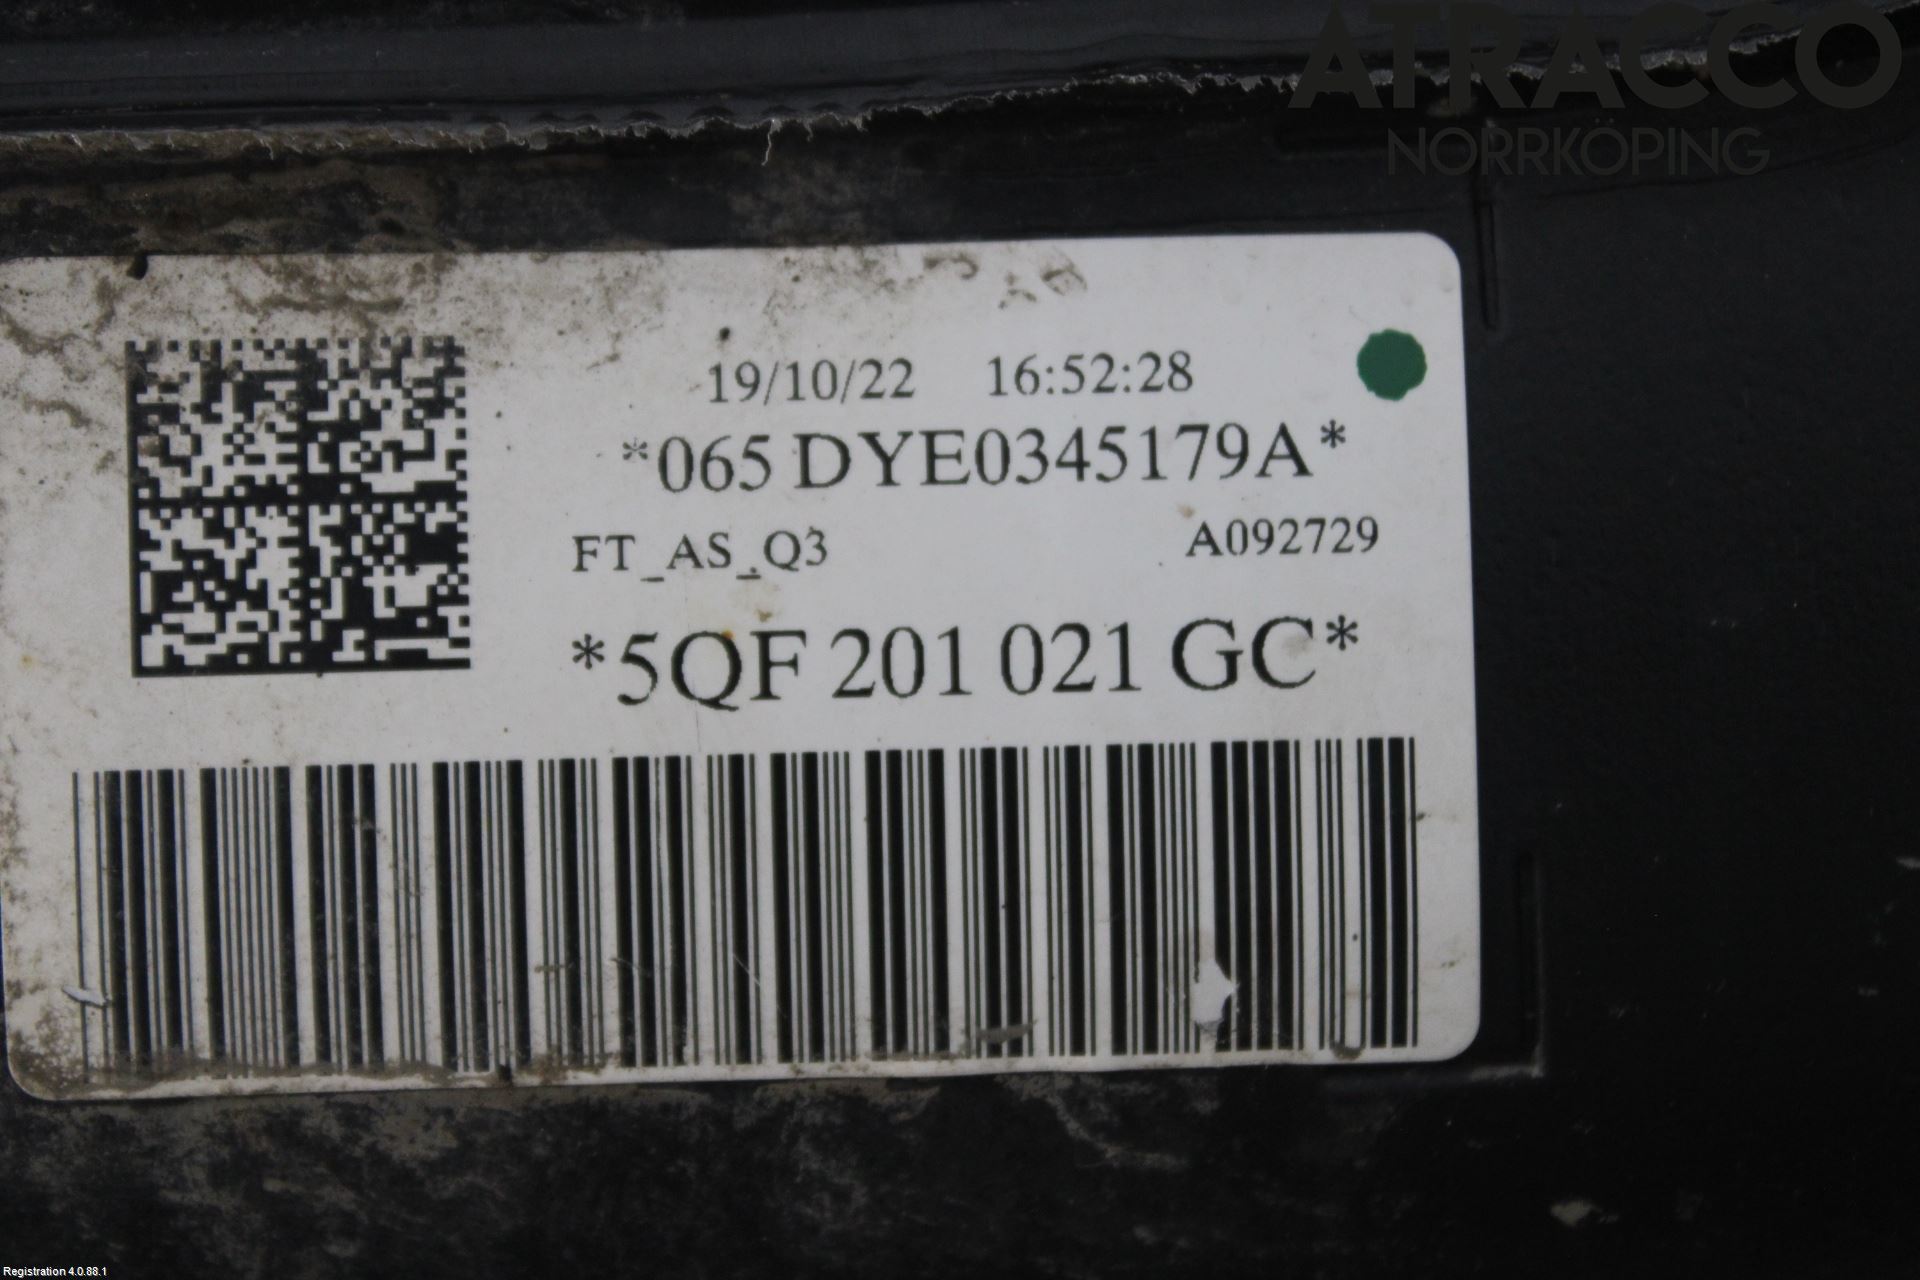 ATRACCO
NORRKÖPING
19/10/22 16:52:28
*065 DYE0345179A*
FT_AS_Q3 A092729
*5QF 201 021 GC*
Registration 4.0.88.1